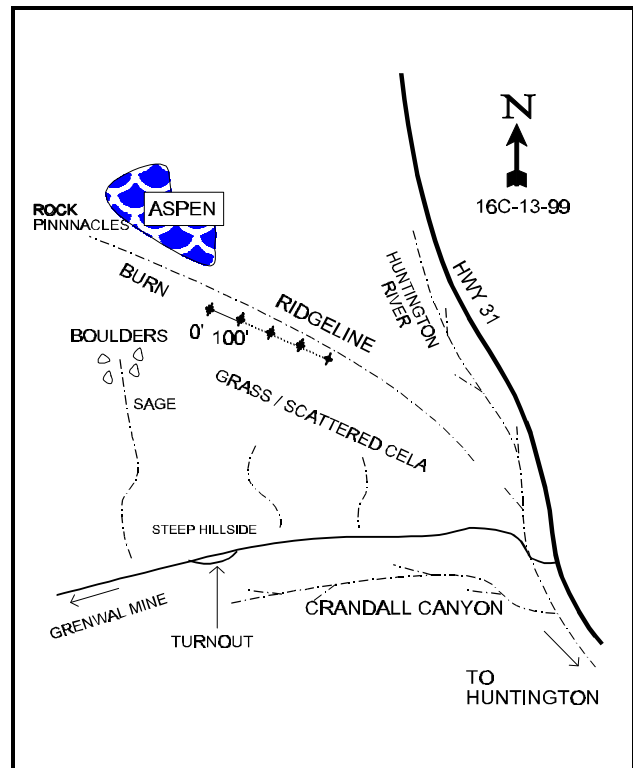 N
16C-13-99
ASPEN
ROCK
PINNNACLES
BURN
RIDGELINE
HUNTINGTON
RIVER
HWY 31
BOULDERS
0' 100'
SAGE
GRASS / SCATTERED CELA
STEEP HILLSIDE
GRENWAL MINE
TURNOUT
CRANDALL CANYON
TO
HUNTINGTON